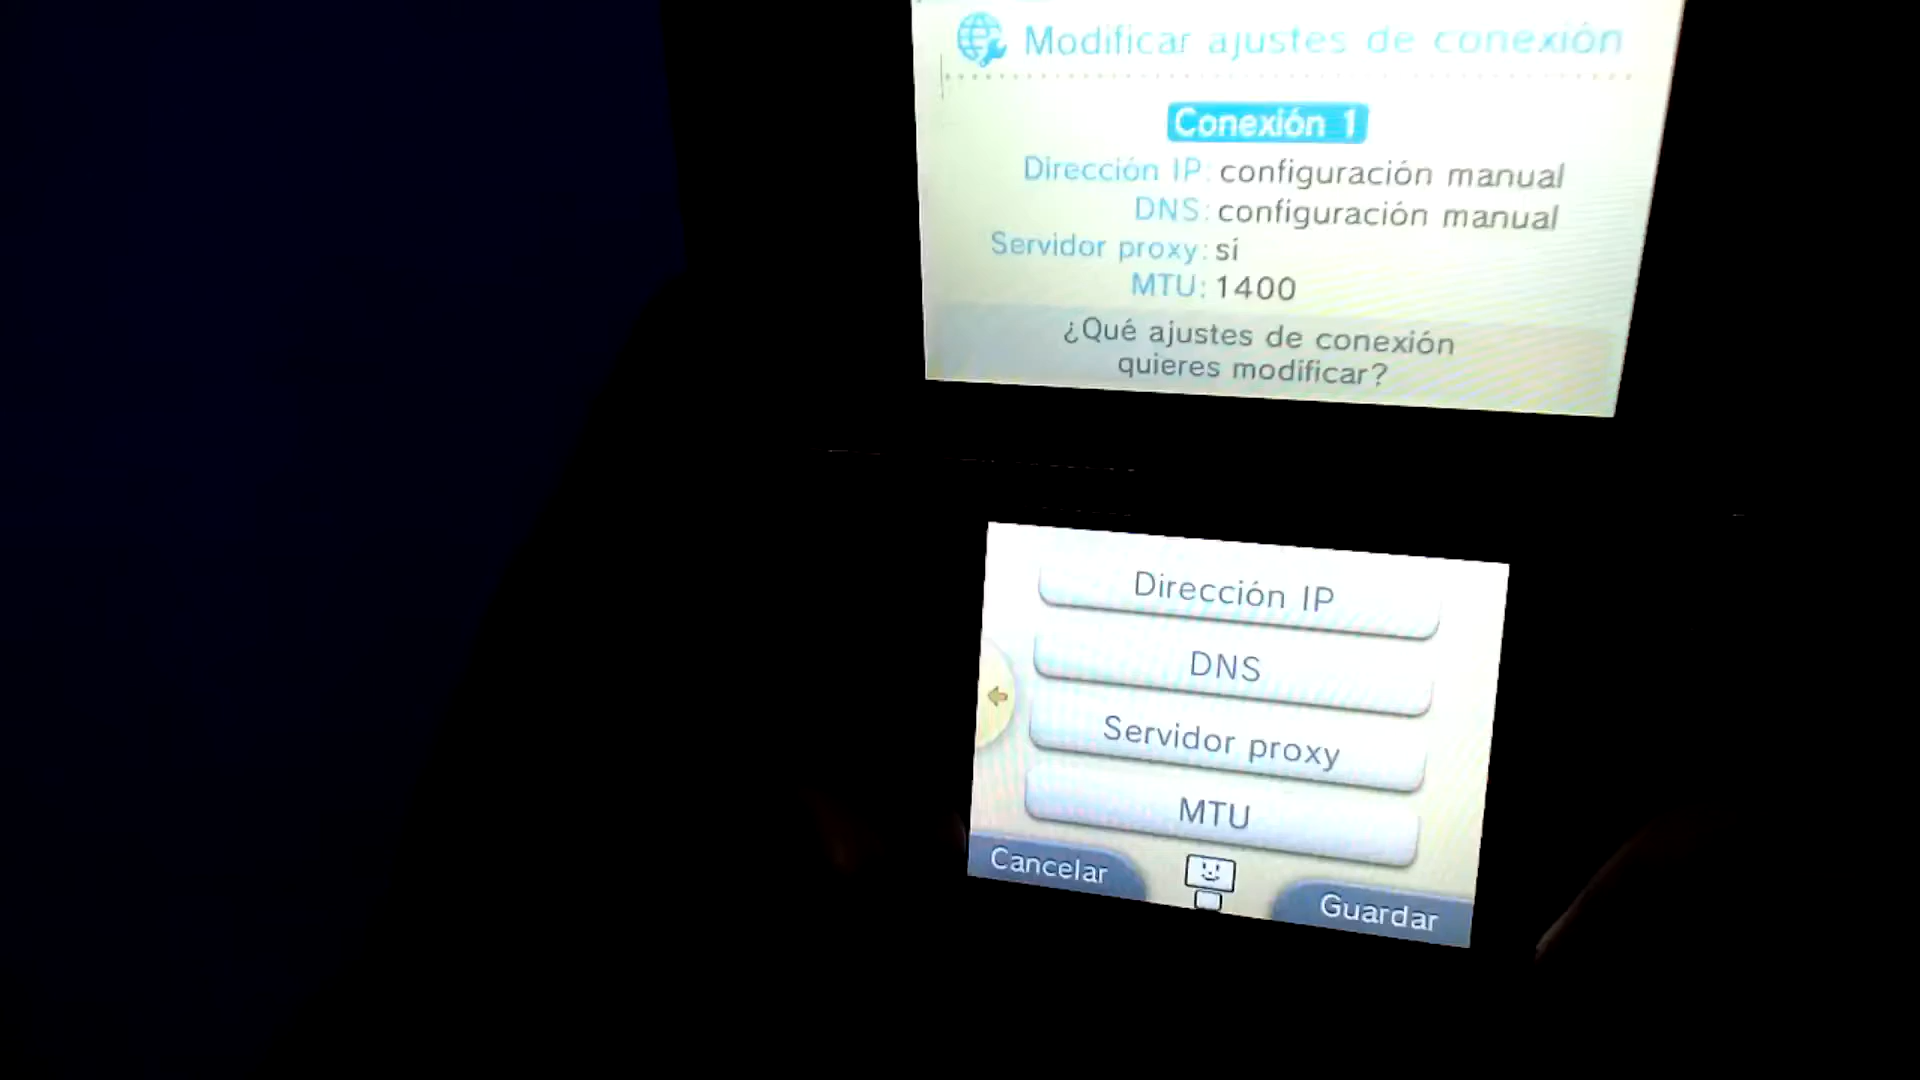 Modificar ajustes de conexión
Conexión 1
Dirección IP: configuración manual
DNS: configuración manual
Servidor proxy: sí
MTU: 1400
¿Qué ajustes de conexión
quieres modificar?
Dirección IP
DNS
Servidor proxy
MTU
Cancelar
Guardar